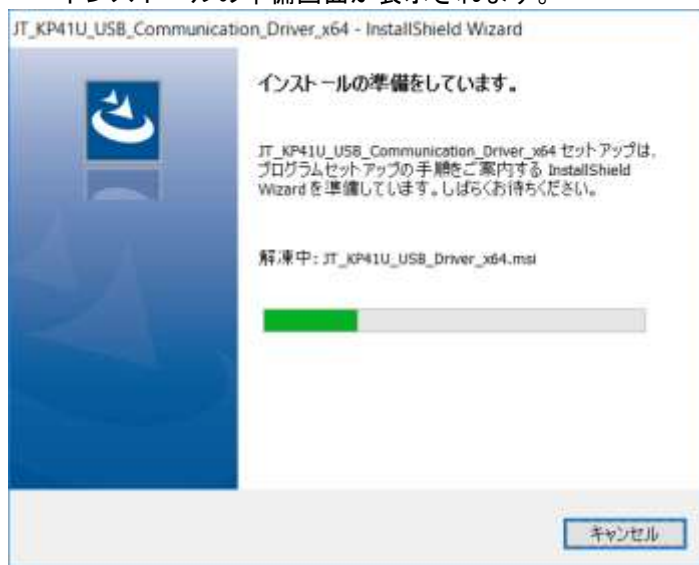 インストールの準備画面が表示されます。
JT_KP41U_USB_Communication_Driver_x64 - InstallShield Wizard
インストールの準備をしています。
JT_KP41U_USB_Communication_Driver_x64 セットアップは、
プログラムセットアップの手順をご案内する InstallShield
Wizard を準備しています。しばらくお待ちください。
解凍中: JT_KP41U_USB_Driver_x64.msi
キャンセル